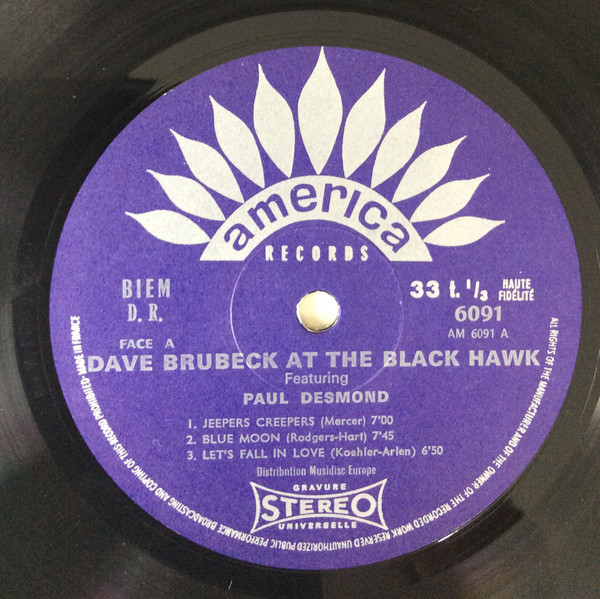 america
RECORDS
BIEM
D. R.
33 t. 1/3 HAUTE FIDÉLITÉ
6091
AM 6091 A
FACE A
DAVE BRUBECK AT THE BLACK HAWK
Featuring
PAUL DESMOND
1. JEEPERS CREEPERS (Mercer) 7'00
2. BLUE MOON (Rodgers-Hart) 7'45
3. LET'S FALL IN LOVE (Koehler-Arlen) 6'50
Distribution Musidisc-Europe
GRAVURE
STEREO
UNIVERSELLE
ALL RIGHTS OF THE MANUFACTURER AND OF THE OWNER OF THE RECORDED WORK RESERVED UNAUTHORIZED PUBLIC PERFORMANCE BROADCASTING AND COPYING OF THIS RECORD PROHIBITED - MADE IN FRANCE